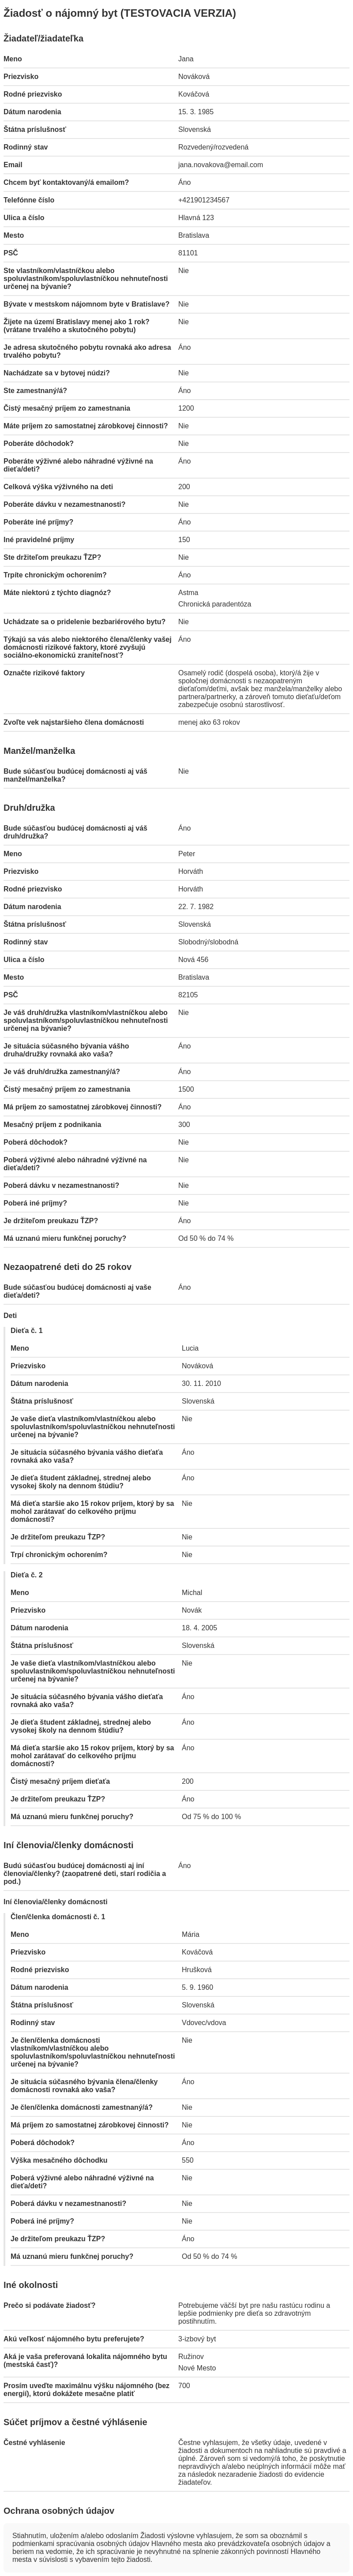 Žiadosť o nájomný byt (TESTOVACIA VERZIA)
Žiadateľ/žiadateľka
Meno Jana
Priezvisko Nováková
Rodné priezvisko Kováčová
Dátum narodenia 15. 3. 1985
Štátna príslušnosť Slovenská
Rodinný stav Rozvedený/rozvedená
Email jana.novakova@email.com
Chcem byť kontaktovaný/á emailom? Áno
Telefónne číslo +421901234567
Ulica a číslo Hlavná 123
Mesto Bratislava
PSČ 81101
Ste vlastníkom/vlastníčkou alebo Nie
spoluvlastníkom/spoluvlastníčkou nehnuteľnosti
určenej na bývanie?
Bývate v mestskom nájomnom byte v Bratislave? Nie
Žijete na území Bratislavy menej ako 1 rok? Nie
(vrátane trvalého a skutočného pobytu)
Je adresa skutočného pobytu rovnaká ako adresa Áno
trvalého pobytu?
Nachádzate sa v bytovej núdzi? Nie
Ste zamestnaný/á? Áno
Čistý mesačný príjem zo zamestnania 1200
Máte príjem zo samostatnej zárobkovej činnosti? Nie
Poberáte dôchodok? Nie
Poberáte výživné alebo náhradné výživné na Áno
dieťa/deti?
Celková výška výživného na deti 200
Poberáte dávku v nezamestnanosti? Nie
Poberáte iné príjmy? Áno
Iné pravidelné príjmy 150
Ste držiteľom preukazu ŤZP? Nie
Trpíte chronickým ochorením? Áno
Máte niektorú z týchto diagnóz? Astma
Chronická paradentóza
Uchádzate sa o pridelenie bezbariérového bytu? Nie
Týkajú sa vás alebo niektorého člena/členky vašej Áno
domácnosti rizikové faktory, ktoré zvyšujú
sociálno-ekonomickú zraniteľnosť?
Označte rizikové faktory Osamelý rodič (dospelá osoba), ktorý/á žije v
spoločnej domácnosti s nezaopatreným
dieťaťom/deťmi, avšak bez manžela/manželky alebo
partnera/partnerky, a zároveň tomuto dieťaťu/deťom
zabezpečuje osobnú starostlivosť.
Zvoľte vek najstaršieho člena domácnosti menej ako 63 rokov
Manžel/manželka
Bude súčasťou budúcej domácnosti aj váš Nie
manžel/manželka?
Druh/družka
Bude súčasťou budúcej domácnosti aj váš Áno
druh/družka?
Meno Peter
Priezvisko Horváth
Rodné priezvisko Horváth
Dátum narodenia 22. 7. 1982
Štátna príslušnosť Slovenská
Rodinný stav Slobodný/slobodná
Ulica a číslo Nová 456
Mesto Bratislava
PSČ 82105
Je váš druh/družka vlastníkom/vlastníčkou alebo Nie
spoluvlastníkom/spoluvlastníčkou nehnuteľnosti
určenej na bývanie?
Je situácia súčasného bývania vášho Áno
druha/družky rovnaká ako vaša?
Je váš druh/družka zamestnaný/á? Áno
Čistý mesačný príjem zo zamestnania 1500
Má príjem zo samostatnej zárobkovej činnosti? Áno
Mesačný príjem z podnikania 300
Poberá dôchodok? Nie
Poberá výživné alebo náhradné výživné na Nie
dieťa/deti?
Poberá dávku v nezamestnanosti? Nie
Poberá iné príjmy? Nie
Je držiteľom preukazu ŤZP? Áno
Má uznanú mieru funkčnej poruchy? Od 50 % do 74 %
Nezaopatrené deti do 25 rokov
Bude súčasťou budúcej domácnosti aj vaše Áno
dieťa/deti?
Deti
Dieťa č. 1
Meno Lucia
Priezvisko Nováková
Dátum narodenia 30. 11. 2010
Štátna príslušnosť Slovenská
Je vaše dieťa vlastníkom/vlastníčkou alebo Nie
spoluvlastníkom/spoluvlastníčkou nehnuteľnosti
určenej na bývanie?
Je situácia súčasného bývania vášho dieťaťa Áno
rovnaká ako vaša?
Je dieťa študent základnej, strednej alebo Áno
vysokej školy na dennom štúdiu?
Má dieťa staršie ako 15 rokov príjem, ktorý by sa Nie
mohol zarátavať do celkového príjmu
domácnosti?
Je držiteľom preukazu ŤZP? Nie
Trpí chronickým ochorením? Nie
Dieťa č. 2
Meno Michal
Priezvisko Novák
Dátum narodenia 18. 4. 2005
Štátna príslušnosť Slovenská
Je vaše dieťa vlastníkom/vlastníčkou alebo Nie
spoluvlastníkom/spoluvlastníčkou nehnuteľnosti
určenej na bývanie?
Je situácia súčasného bývania vášho dieťaťa Áno
rovnaká ako vaša?
Je dieťa študent základnej, strednej alebo Áno
vysokej školy na dennom štúdiu?
Má dieťa staršie ako 15 rokov príjem, ktorý by sa Áno
mohol zarátavať do celkového príjmu
domácnosti?
Čistý mesačný príjem dieťaťa 200
Je držiteľom preukazu ŤZP? Áno
Má uznanú mieru funkčnej poruchy? Od 75 % do 100 %
Iní členovia/členky domácnosti
Budú súčasťou budúcej domácnosti aj iní Áno
členovia/členky? (zaopatrené deti, starí rodičia a
pod.)
Iní členovia/členky domácnosti
Člen/členka domácnosti č. 1
Meno Mária
Priezvisko Kováčová
Rodné priezvisko Hrušková
Dátum narodenia 5. 9. 1960
Štátna príslušnosť Slovenská
Rodinný stav Vdovec/vdova
Je člen/členka domácnosti Nie
vlastníkom/vlastníčkou alebo
spoluvlastníkom/spoluvlastníčkou nehnuteľnosti
určenej na bývanie?
Je situácia súčasného bývania člena/členky Áno
domácnosti rovnaká ako vaša?
Je člen/členka domácnosti zamestnaný/á? Nie
Má príjem zo samostatnej zárobkovej činnosti? Nie
Poberá dôchodok? Áno
Výška mesačného dôchodku 550
Poberá výživné alebo náhradné výživné na Nie
dieťa/deti?
Poberá dávku v nezamestnanosti? Nie
Poberá iné príjmy? Nie
Je držiteľom preukazu ŤZP? Áno
Má uznanú mieru funkčnej poruchy? Od 50 % do 74 %
Iné okolnosti
Prečo si podávate žiadosť? Potrebujeme väčší byt pre našu rastúcu rodinu a
lepšie podmienky pre dieťa so zdravotným
postihnutím.
Akú veľkosť nájomného bytu preferujete? 3-izbový byt
Aká je vaša preferovaná lokalita nájomného bytu Ružinov
(mestská časť)? Nové Mesto
Prosím uveďte maximálnu výšku nájomného (bez 700
energií), ktorú dokážete mesačne platiť
Súčet príjmov a čestné výhlásenie
Čestné vyhlásenie Čestne vyhlasujem, že všetky údaje, uvedené v
žiadosti a dokumentoch na nahliadnutie sú pravdivé a
úplné. Zároveň som si vedomý/á toho, že poskytnutie
nepravdivých a/alebo neúplných informácií môže mať
za následok nezaradenie žiadosti do evidencie
žiadateľov.
Ochrana osobných údajov
Stiahnutím, uložením a/alebo odoslaním Žiadosti výslovne vyhlasujem, že som sa oboznámil s
podmienkami spracúvania osobných údajov Hlavného mesta ako prevádzkovateľa osobných údajov a
beriem na vedomie, že ich spracúvanie je nevyhnutné na splnenie zákonných povinností Hlavného
mesta v súvislosti s vybavením tejto žiadosti.